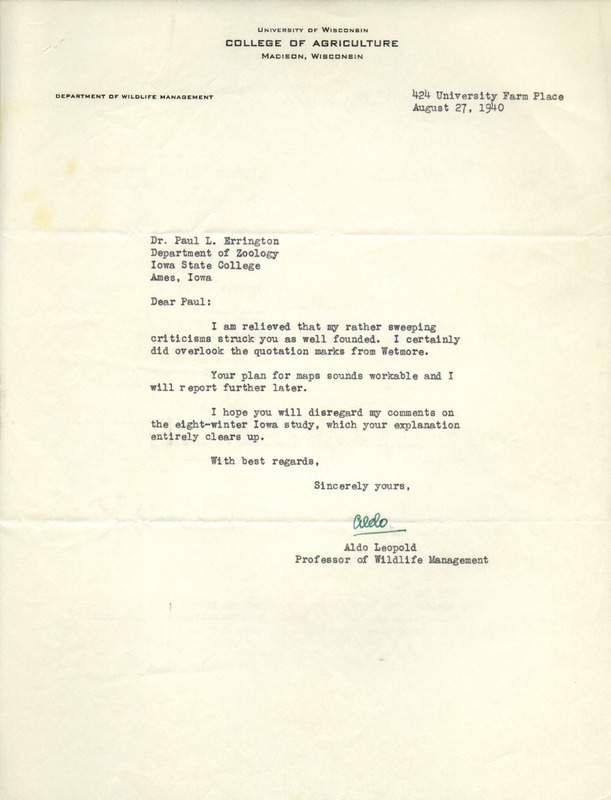 University of Wisconsin
COLLEGE OF AGRICULTURE
Madison, Wisconsin
DEPARTMENT OF WILDLIFE MANAGEMENT
424 University Farm Place
August 27, 1940
Dr. Paul L. Errington
Department of Zoology
Iowa State College
Ames, Iowa
Dear Paul:
I am relieved that my rather sweeping
criticisms struck you as well founded. I certainly
did overlook the quotation marks from Wetmore.
Your plan for maps sounds workable and I
will report further later.
I hope you will disregard my comments on
the eight-winter Iowa study, which your explanation
entirely clears up.
With best regards,
Sincerely yours,
Aldo
Aldo Leopold
Professor of Wildlife Management